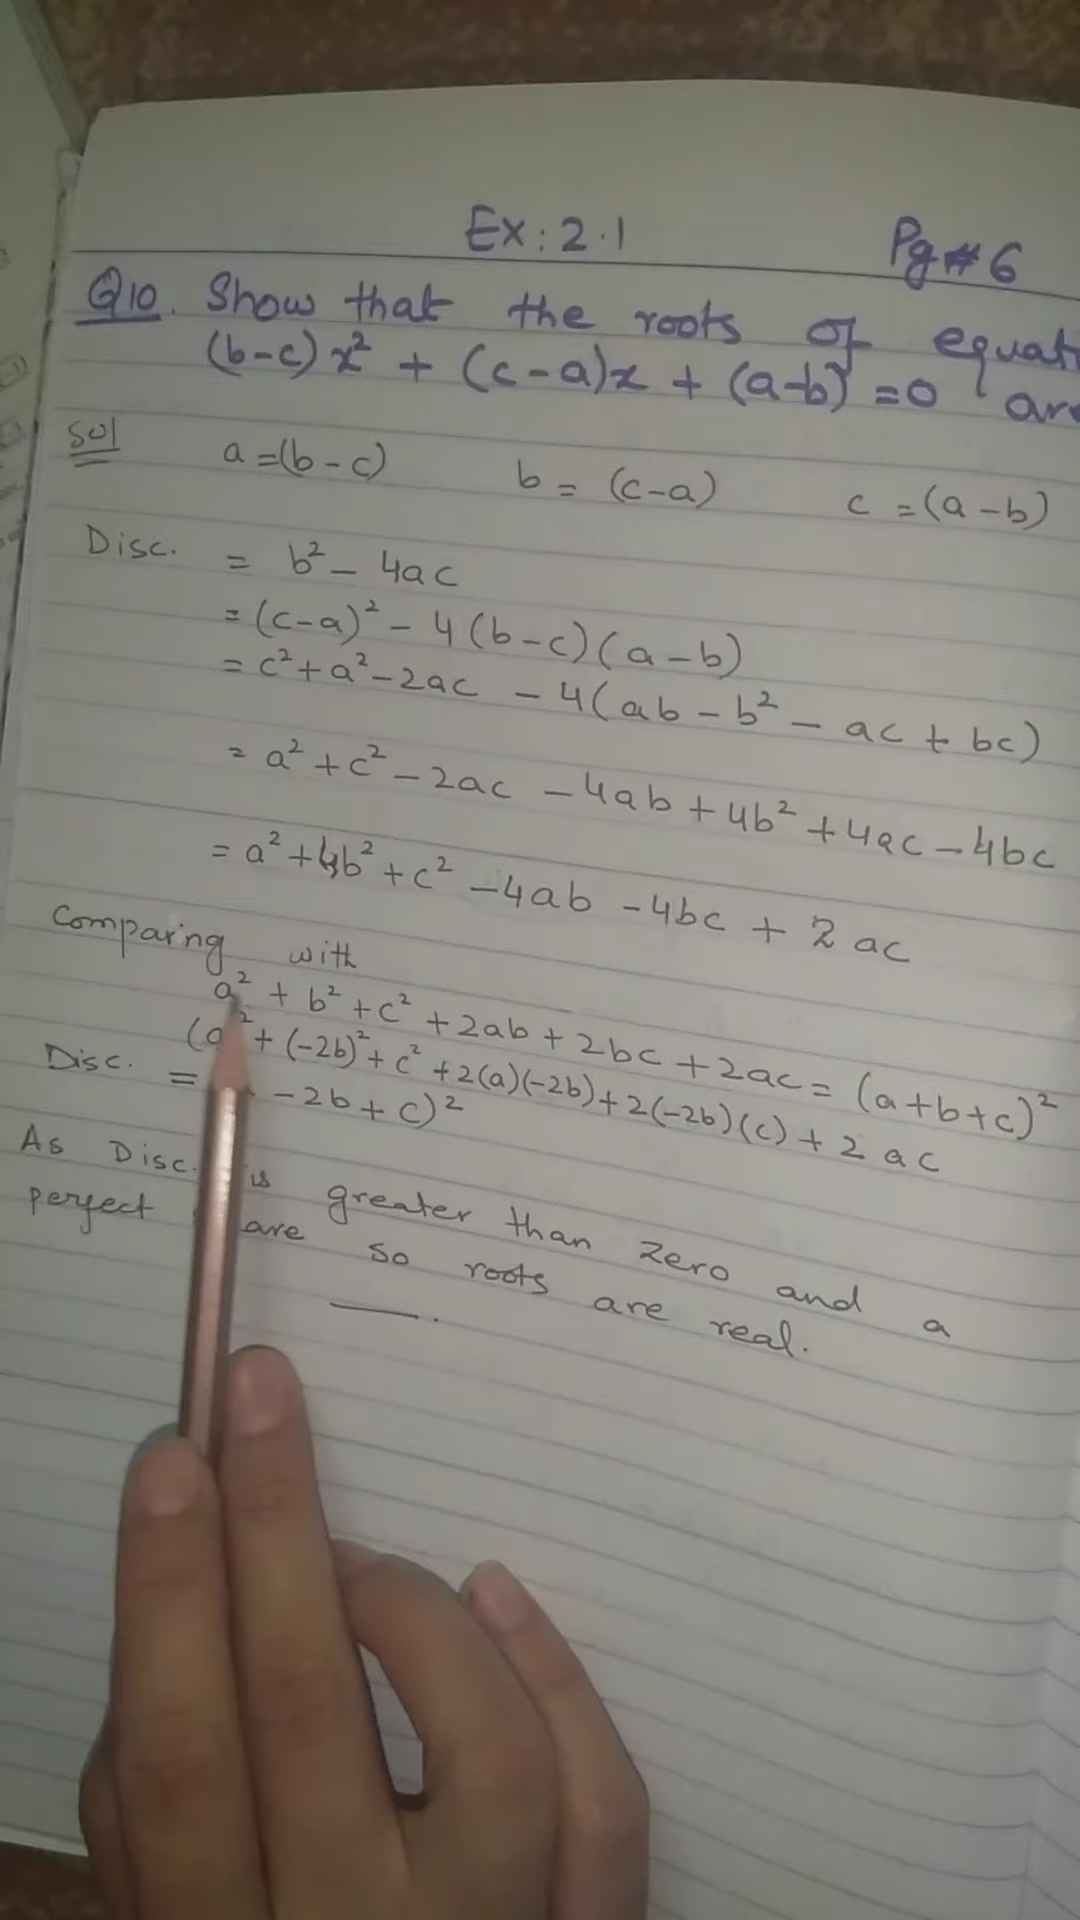 Ex: 2.1 Pg # 6
Q10. Show that the roots of equati
(b-c)x² + (c-a)x + (a-b) = 0, are
Sol a = (b-c) b = (c-a) c = (a-b)
Disc. = b² - 4ac
= (c-a)² - 4(b-c)(a-b)
= c² + a² - 2ac - 4(ab - b² - ac + bc)
= a² + c² - 2ac - 4ab + 4b² + 4ac - 4bc
= a² + 4b² + c² - 4ab - 4bc + 2ac
Comparing with
a² + b² + c² + 2ab + 2bc + 2ac = (a+b+c)²
(a² + (-2b)² + c² + 2(a)(-2b) + 2(-2b)(c) + 2ac
Disc. = - 2b + c)²
As Disc. is greater than zero and a
perfect are so roots are real.